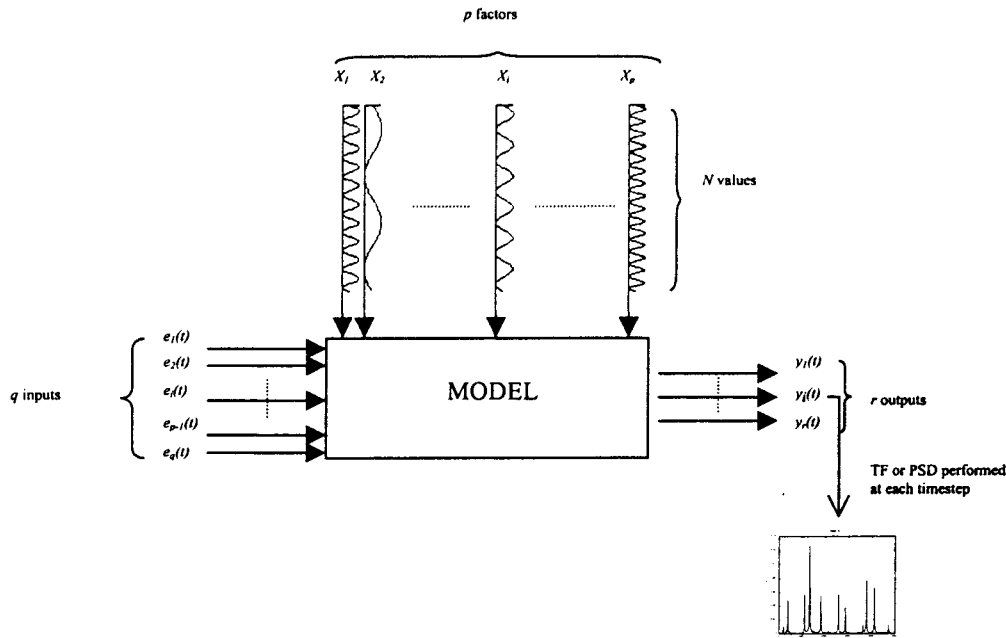 p factors
X1 X2 Xi Xp
N values
e1(t)
e2(t)
q inputs
ei(t)
ep-1(t)
eq(t)
MODEL
y1(t)
yi(t)
r outputs
yr(t)
TF or PSD performed
at each timestep